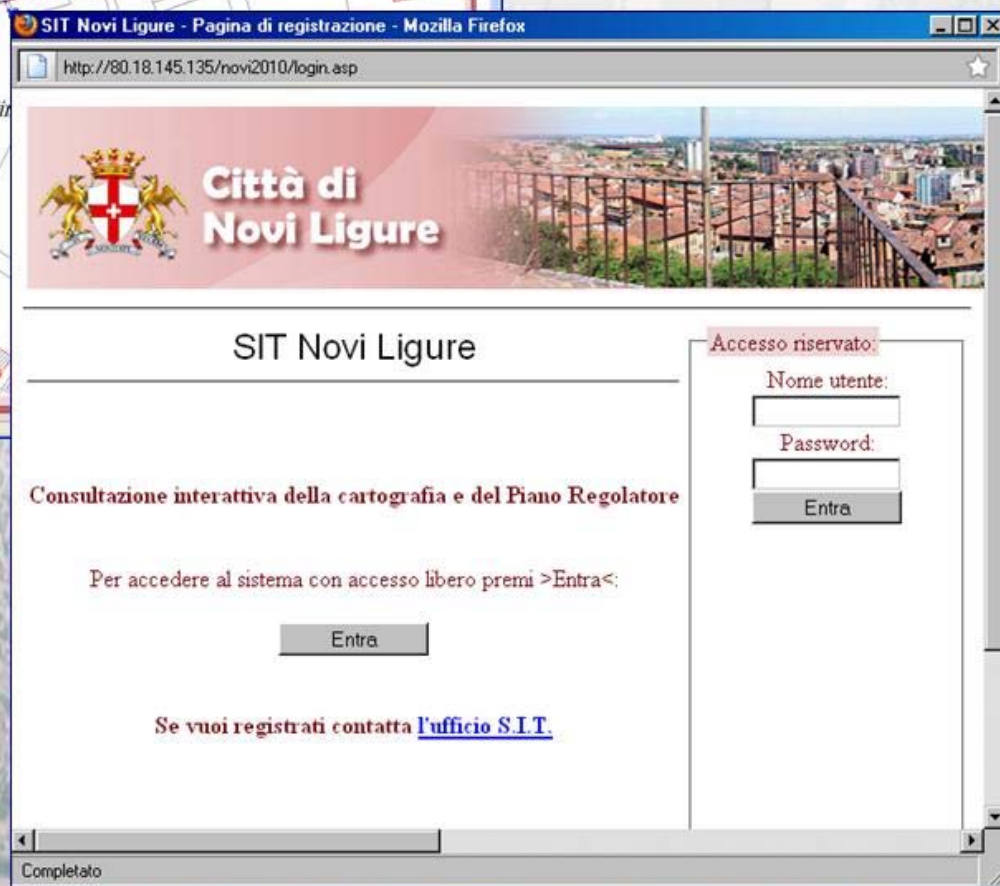 SIT Novi Ligure - Pagina di registrazione - Mozilla Firefox
http://80.18.145.135/novi2010/login.asp
Città di
Novi Ligure
SIT Novi Ligure
Consultazione interattiva della cartografia e del Piano Regolatore
Per accedere al sistema con accesso libero premi >Entra<:
Entra
Se vuoi registrati contatta l'ufficio S.I.T.
Accesso riservato:
Nome utente:
Password:
Entra
Completato